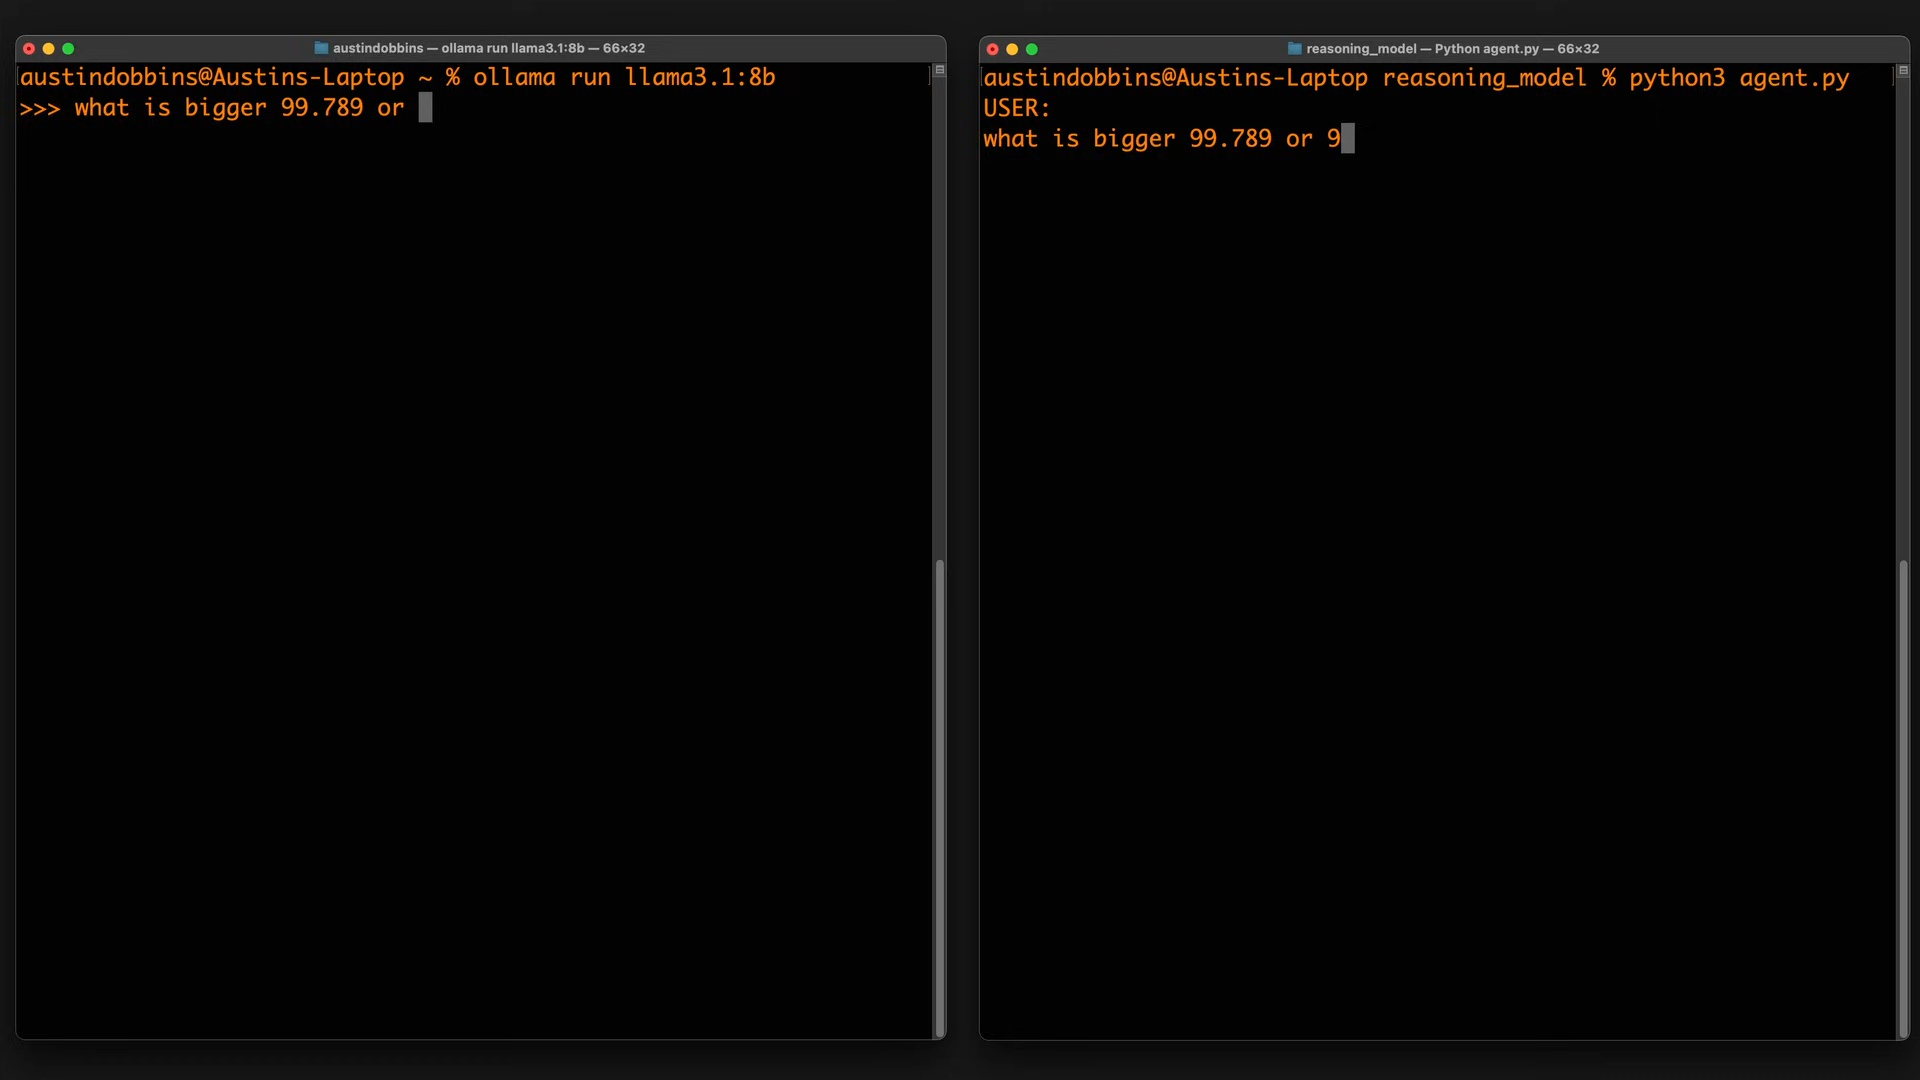 austindobbins — ollama run llama3.1:8b — 66×32
austindobbins@Austins-Laptop ~ % ollama run llama3.1:8b
>>> what is bigger 99.789 or
reasoning_model — Python agent.py — 66×32
austindobbins@Austins-Laptop reasoning_model % python3 agent.py
USER:
what is bigger 99.789 or 9